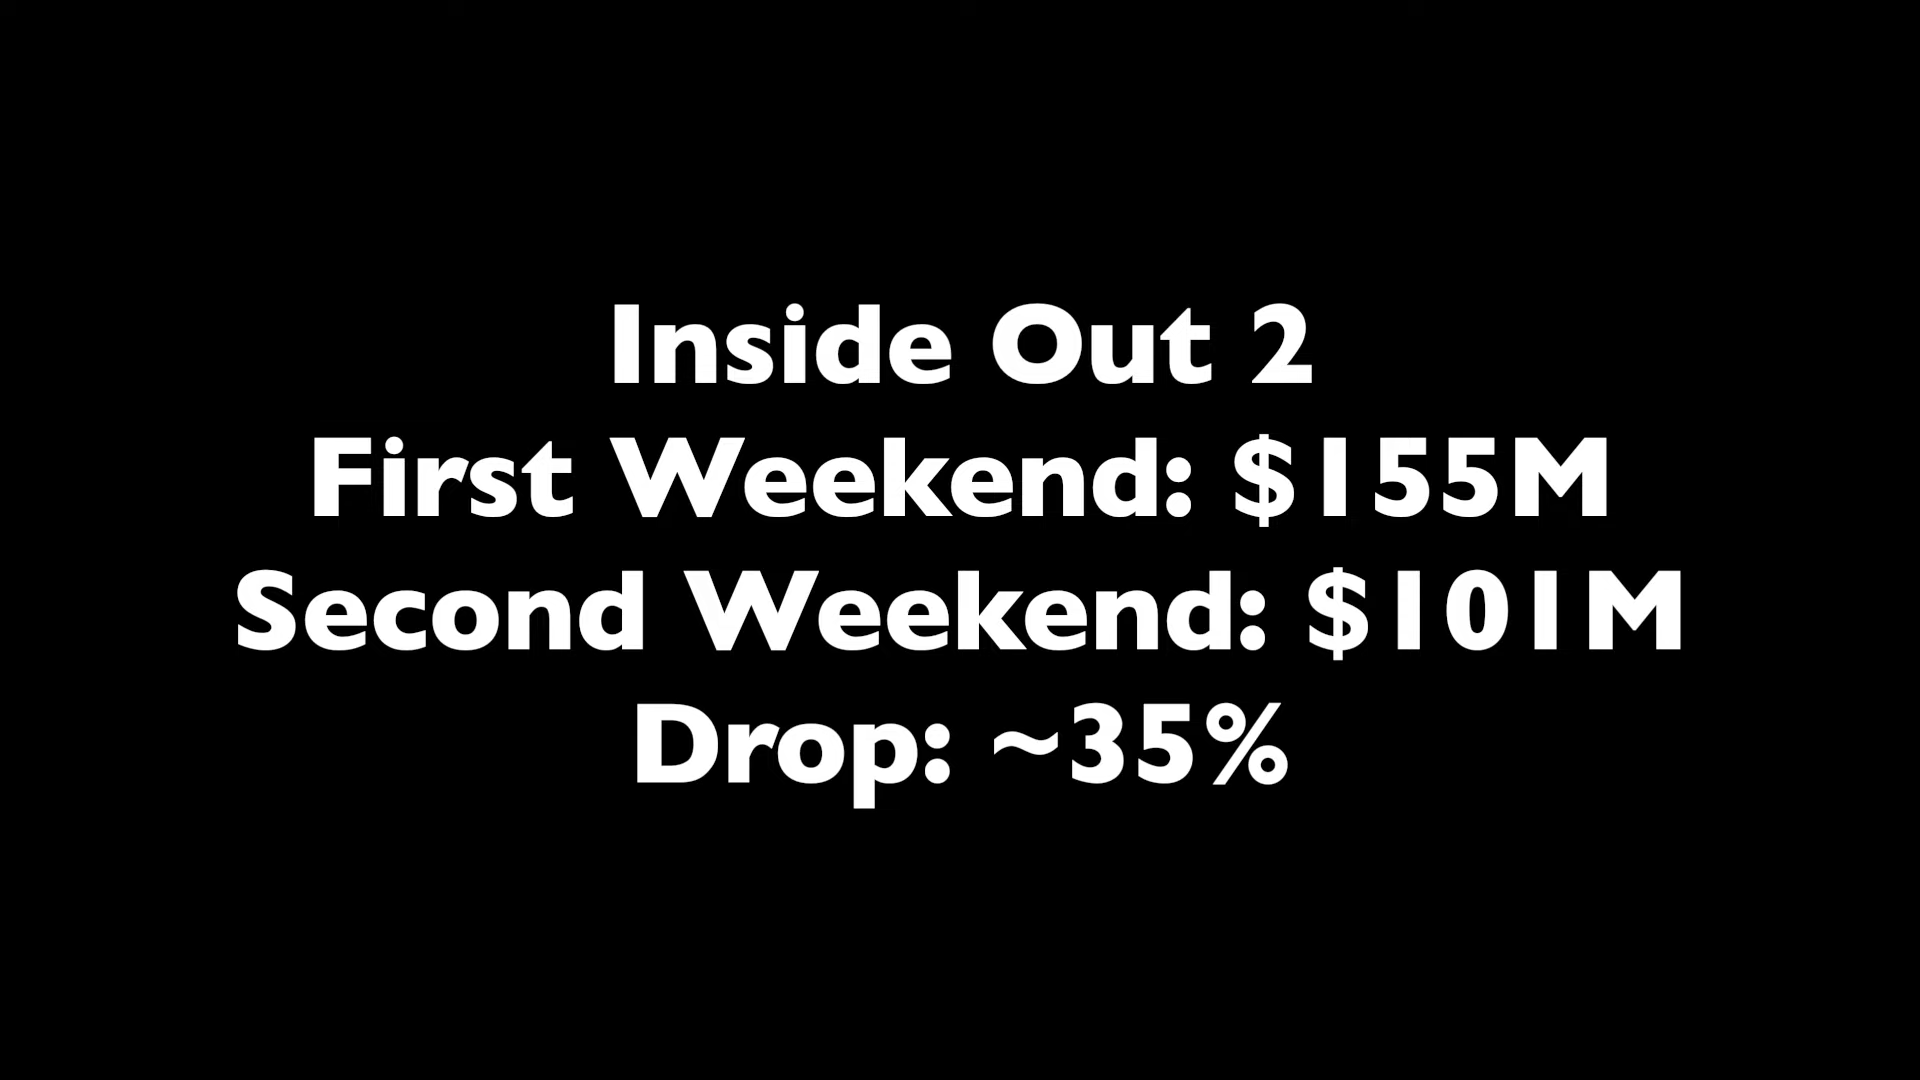 Inside Out 2
First Weekend: $155M
Second Weekend: $101M
Drop: ~35%